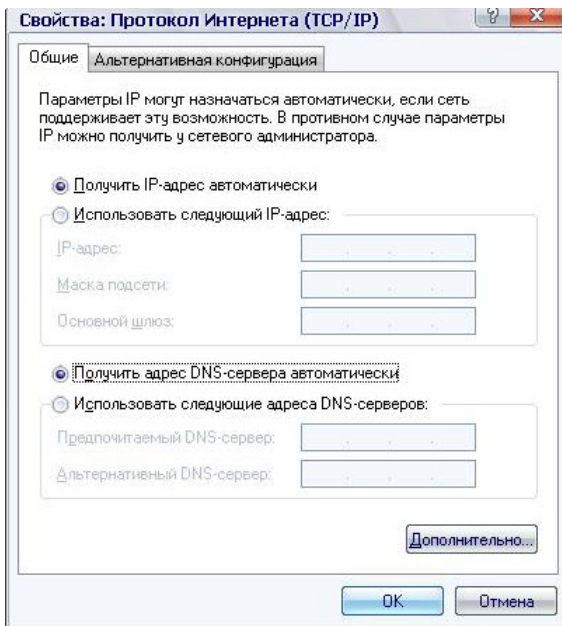 Свойства: Протокол Интернета (TCP/IP)
Общие
Альтернативная конфигурация
Параметры IP могут назначаться автоматически, если сеть
поддерживает эту возможность. В противном случае параметры
IP можно получить у сетевого администратора.
Получить IP-адрес автоматически
Использовать следующий IP-адрес:
IP-адрес:
Маска подсети:
Основной шлюз:
Получить адрес DNS-сервера автоматически
Использовать следующие адреса DNS-серверов:
Предпочитаемый DNS-сервер:
Альтернативный DNS-сервер:
Дополнительно...
OK
Отмена